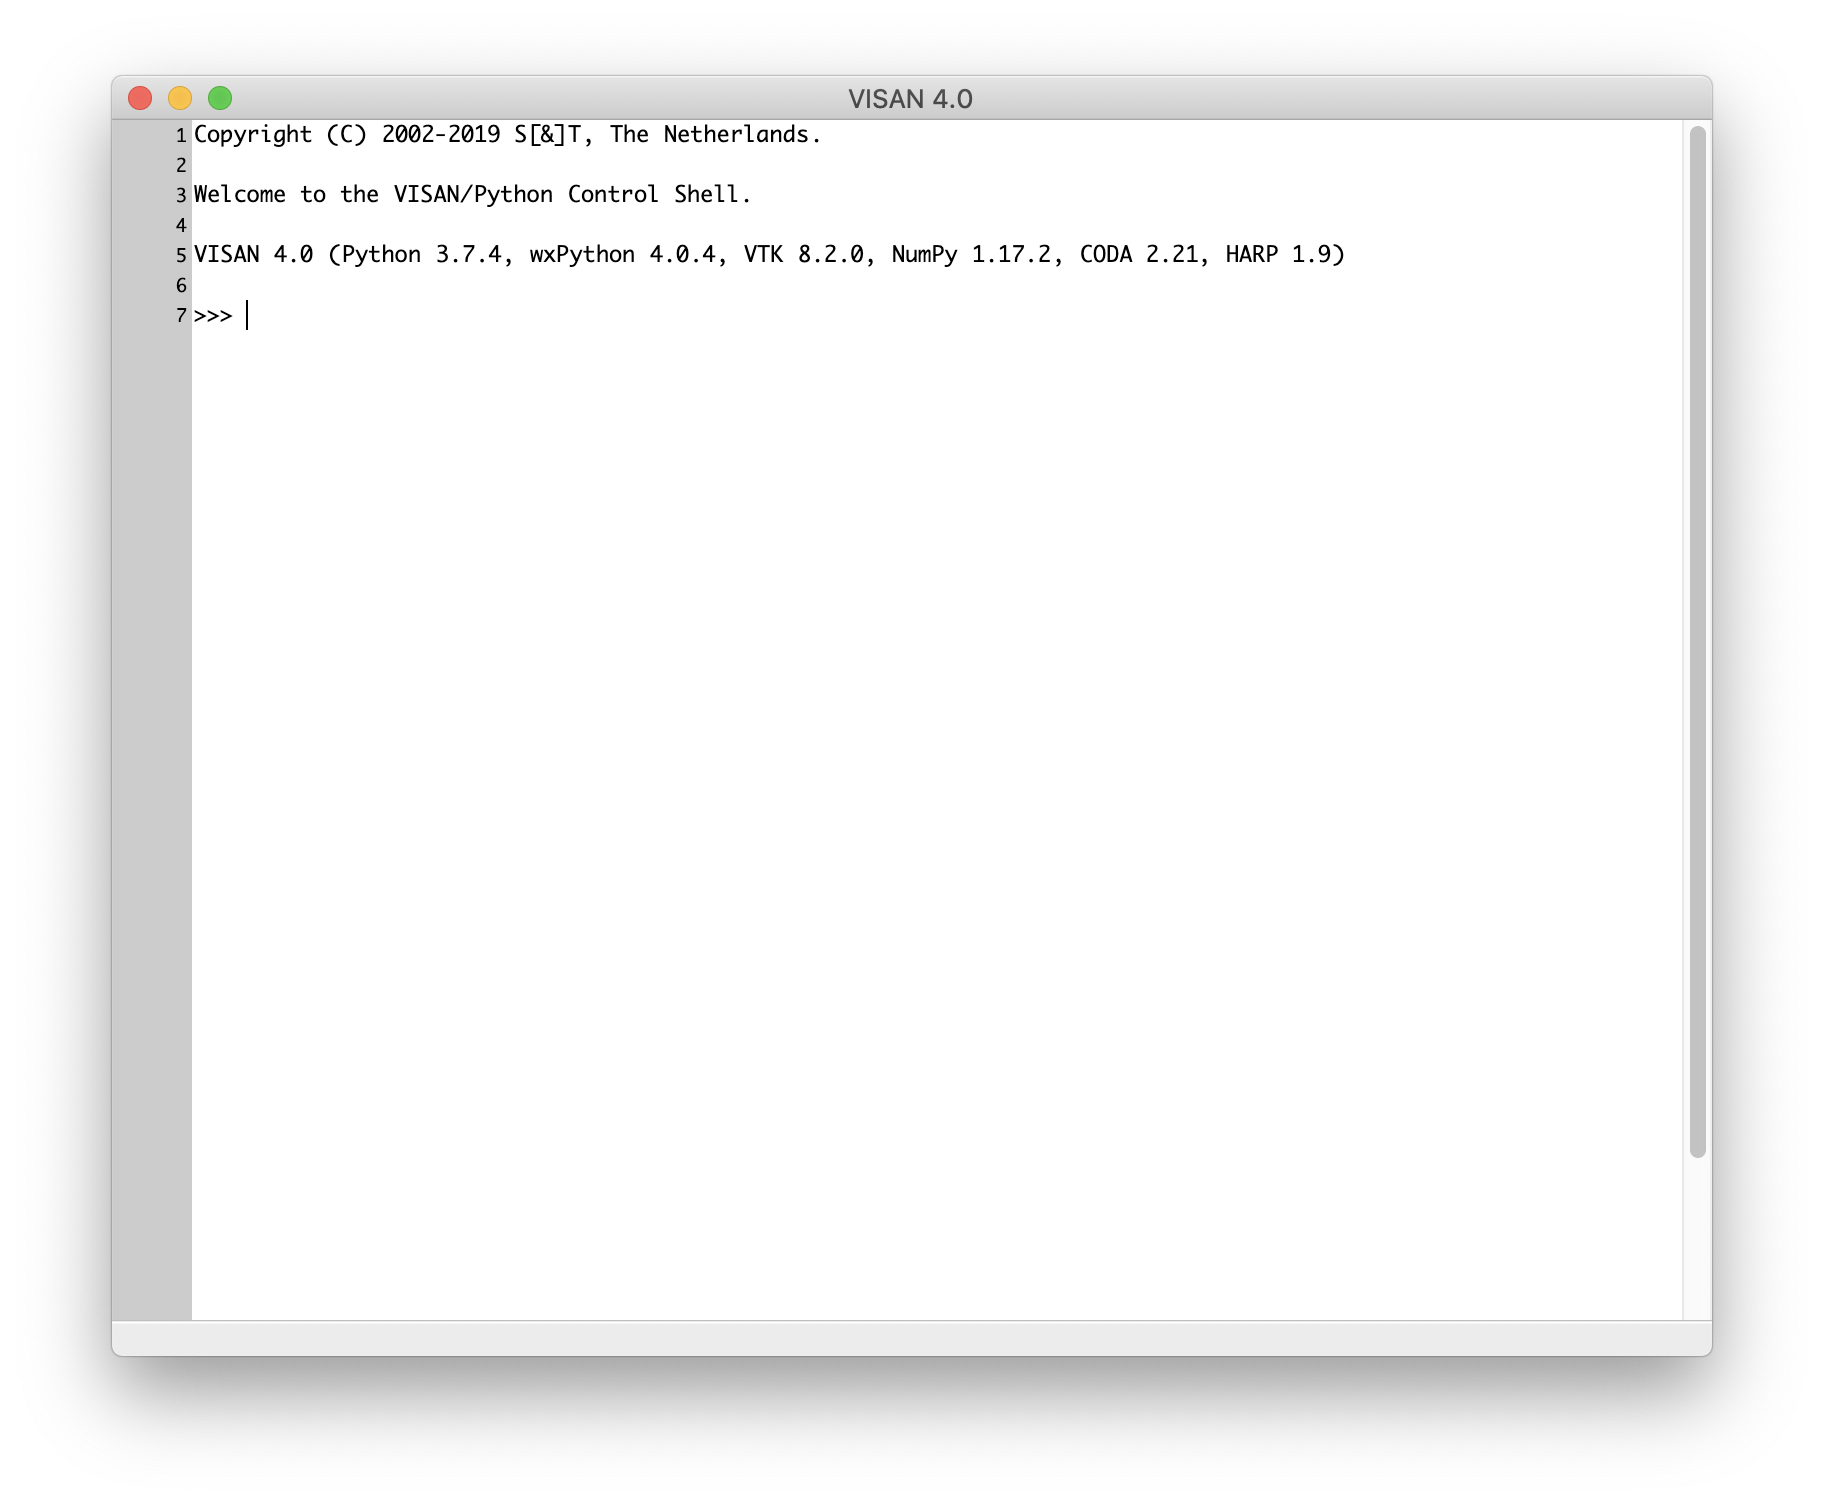 VISAN 4.0
1 Copyright (C) 2002-2019 S[&]T, The Netherlands.
2
3 Welcome to the VISAN/Python Control Shell.
4
5 VISAN 4.0 (Python 3.7.4, wxPython 4.0.4, VTK 8.2.0, NumPy 1.17.2, CODA 2.21, HARP 1.9)
6
7 >>>